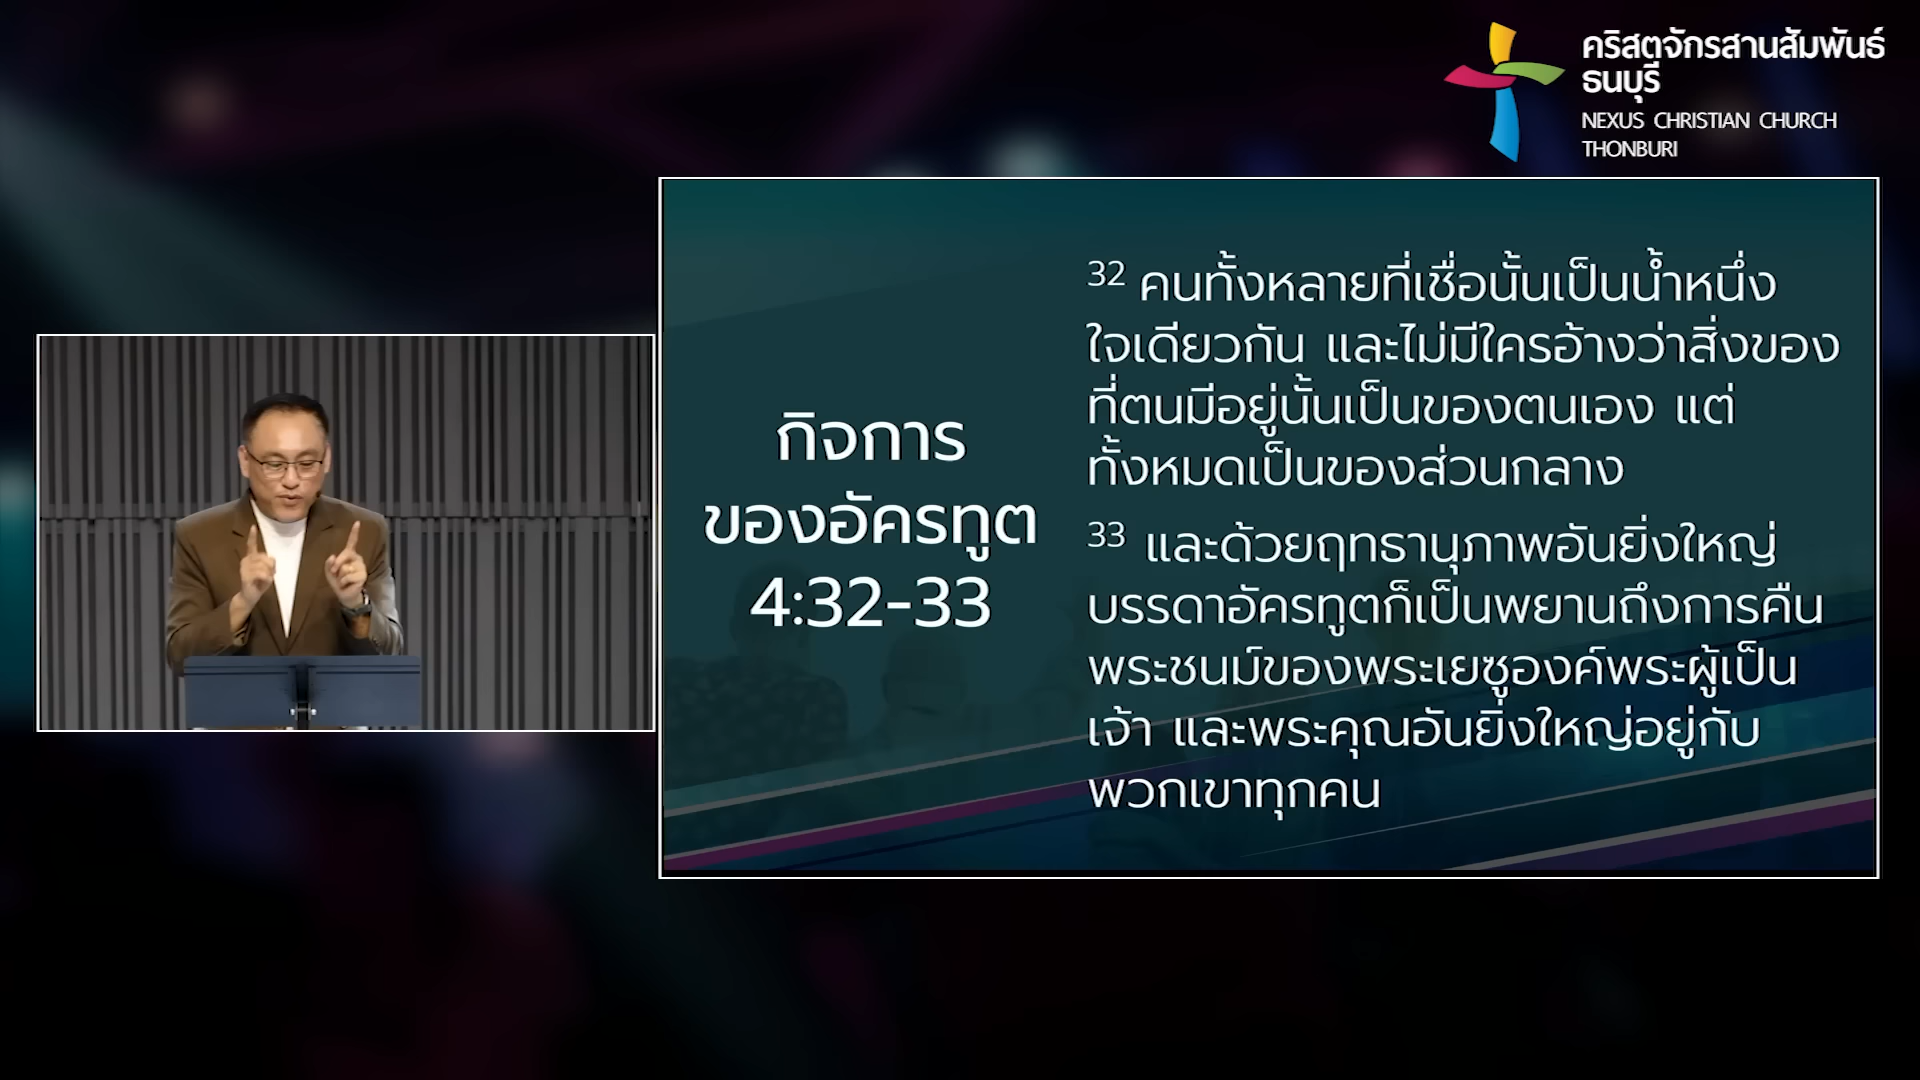 คริสตจักรสานสัมพันธ์
ธนบุรี
NEXUS CHRISTIAN CHURCH
THONBURI
กิจการ
ของอัครทูต
4:32-33
32 คนทั้งหลายที่เชื่อนั้นเป็นน้ำหนึ่ง
ใจเดียวกัน และไม่มีใครอ้างว่าสิ่งของ
ที่ตนมีอยู่นั้นเป็นของตนเอง แต่
ทั้งหมดเป็นของส่วนกลาง
33 และด้วยฤทธานุภาพอันยิ่งใหญ่
บรรดาอัครทูตก็เป็นพยานถึงการคืน
พระชนม์ของพระเยซูองค์พระผู้เป็น
เจ้า และพระคุณอันยิ่งใหญ่อยู่กับ
พวกเขาทุกคน